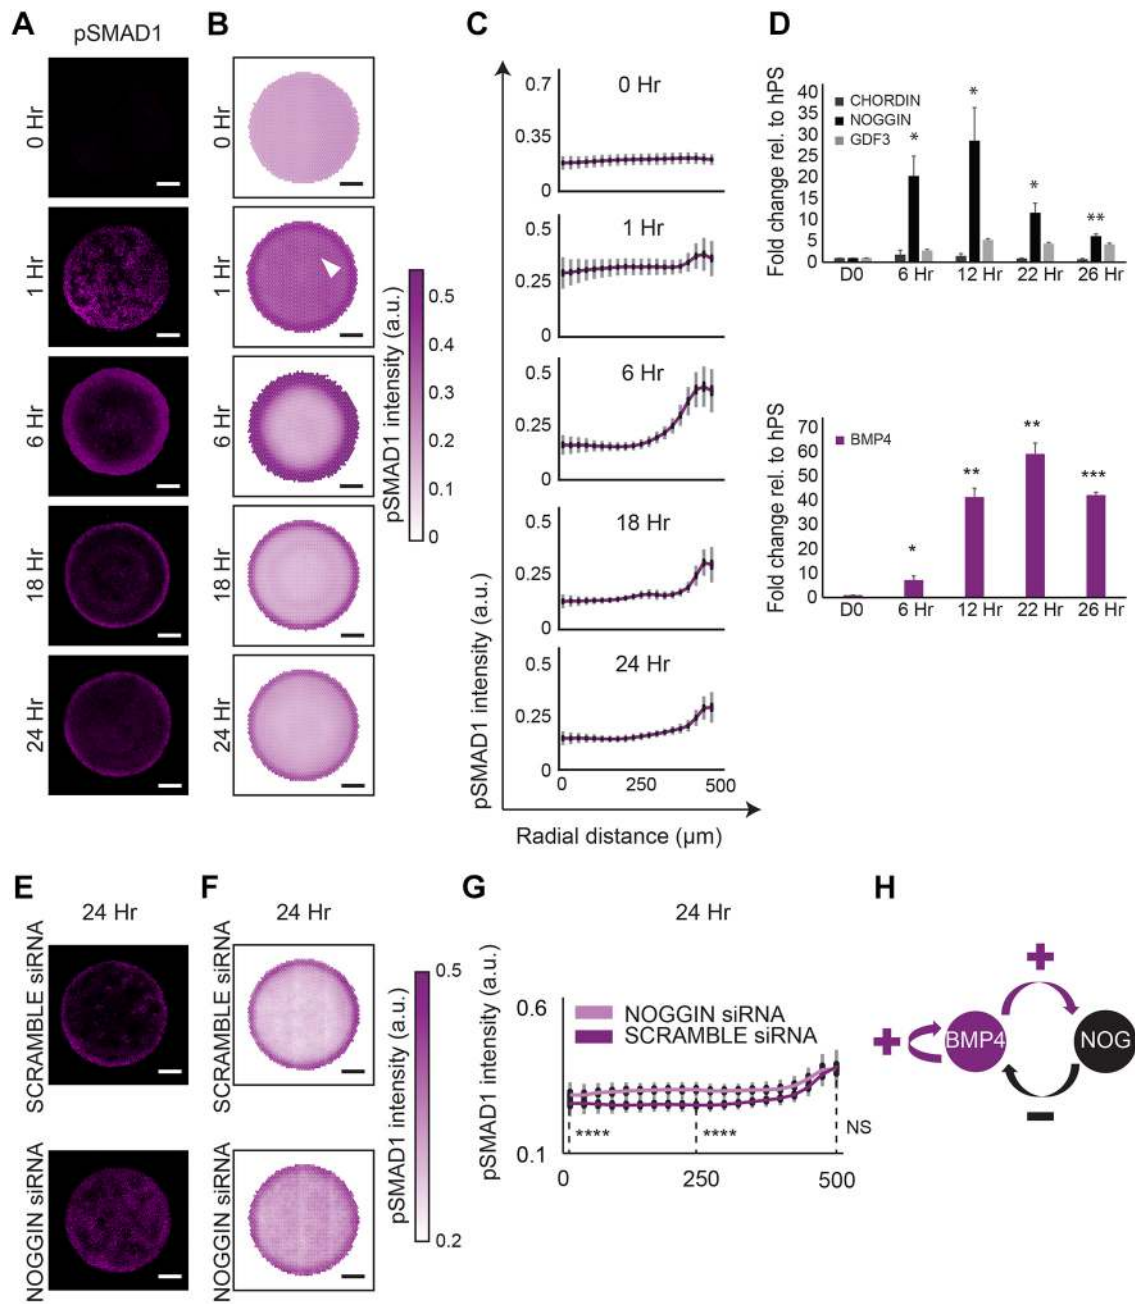 A
pSMAD1
0 Hr
1 Hr
6 Hr
18 Hr
24 Hr
B
0 Hr
1 Hr
6 Hr
18 Hr
24 Hr
pSMAD1 intensity (a.u.)
0.5
0.4
0.3
0.2
0.1
0
C
pSMAD1 intensity (a.u.)
0 Hr
0.7
0.35
0
1 Hr
0.5
0.25
0
6 Hr
0.5
0.25
0
18 Hr
0.5
0.25
0
24 Hr
0.5
0.25
0
0
250
500
Radial distance (μm)
D
Fold change rel. to hPS
40
35
30
25
20
15
10
5
0
CHORDIN
NOGGIN
GDF3
*
*
*
**
D0
6 Hr
12 Hr
22 Hr
26 Hr
Fold change rel. to hPS
70
60
50
40
30
20
10
0
BMP4
*
**
**
***
D0
6 Hr
12 Hr
22 Hr
26 Hr
E
24 Hr
SCRAMBLE siRNA
NOGGIN siRNA
F
24 Hr
SCRAMBLE siRNA
NOGGIN siRNA
pSMAD1 intensity (a.u.)
0.5
0.2
G
24 Hr
pSMAD1 intensity (a.u.)
0.6
0.1
NOGGIN siRNA
SCRAMBLE siRNA
****
****
NS
0
250
500
H
+
+
BMP4
NOG
−